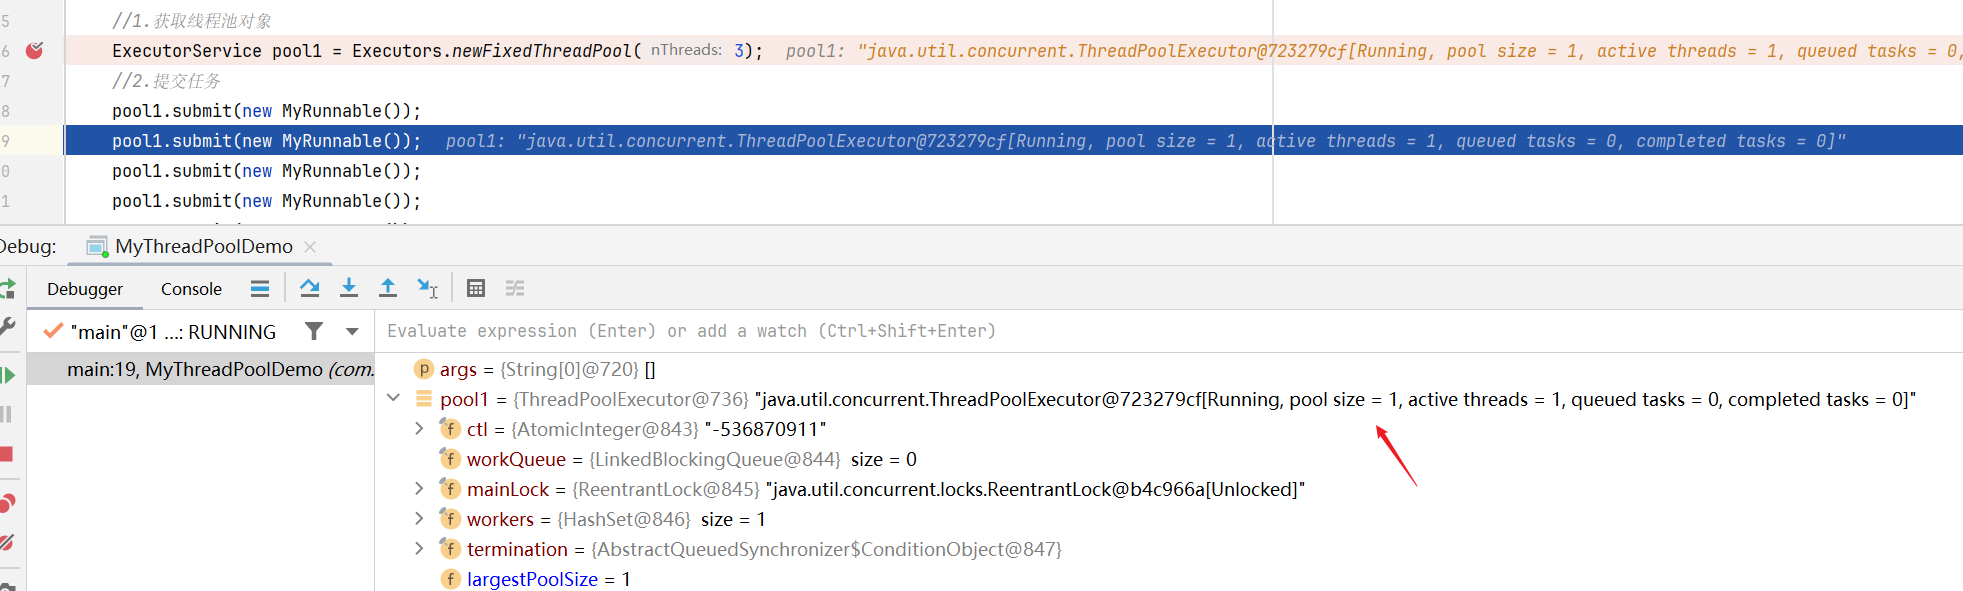 5 //1.获取线程池对象
6 ExecutorService pool1 = Executors.newFixedThreadPool( nThreads: 3); pool1: "java.util.concurrent.ThreadPoolExecutor@723279cf[Running, pool size = 1, active threads = 1, queued tasks = 0,
7 //2.提交任务
8 pool1.submit(new MyRunnable());
9 pool1.submit(new MyRunnable()); pool1: "java.util.concurrent.ThreadPoolExecutor@723279cf[Running, pool size = 1, active threads = 1, queued tasks = 0, completed tasks = 0]"
0 pool1.submit(new MyRunnable());
1 pool1.submit(new MyRunnable());
Debug: MyThreadPoolDemo
Debugger Console
"main"@1 ...: RUNNING
Evaluate expression (Enter) or add a watch (Ctrl+Shift+Enter)
main:19, MyThreadPoolDemo (com.
p args = {String[0]@720} []
pool1 = {ThreadPoolExecutor@736} "java.util.concurrent.ThreadPoolExecutor@723279cf[Running, pool size = 1, active threads = 1, queued tasks = 0, completed tasks = 0]"
f ctl = {AtomicInteger@843} "-536870911"
f workQueue = {LinkedBlockingQueue@844} size = 0
f mainLock = {ReentrantLock@845} "java.util.concurrent.locks.ReentrantLock@b4c966a[Unlocked]"
f workers = {HashSet@846} size = 1
f termination = {AbstractQueuedSynchronizer$ConditionObject@847}
f largestPoolSize = 1